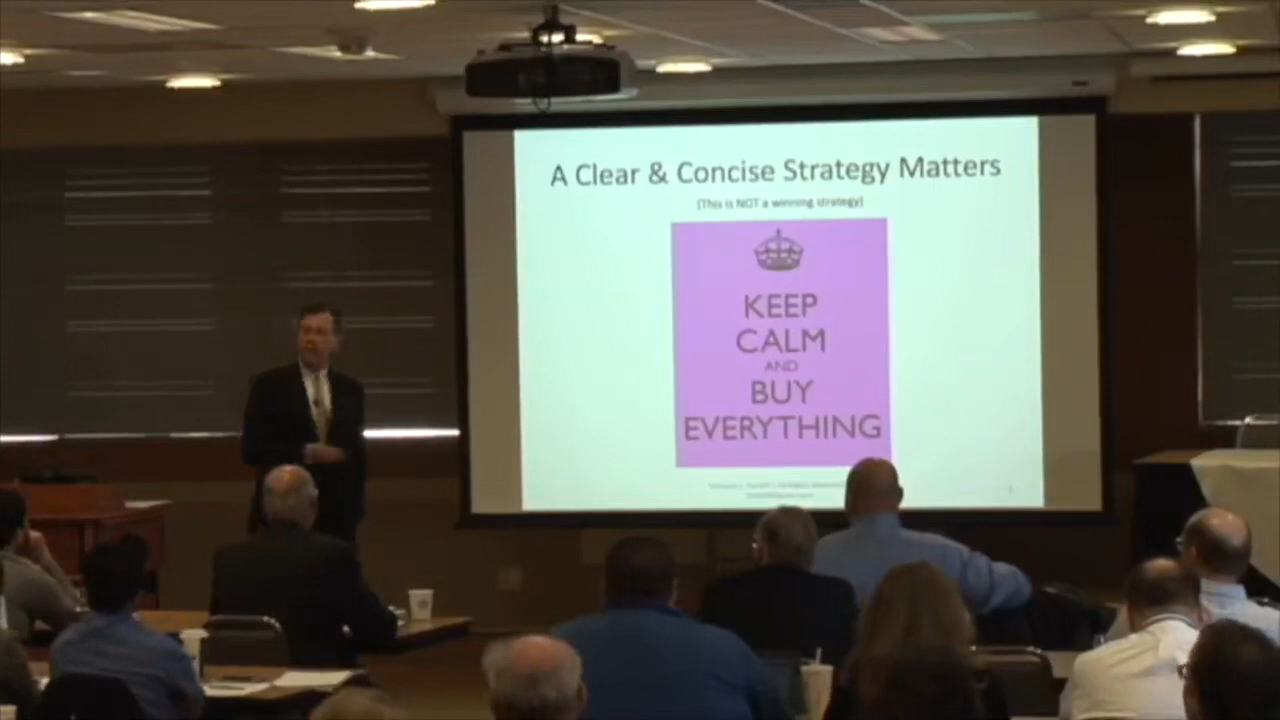 A Clear & Concise Strategy Matters
(This is NOT a winning strategy)
KEEP
CALM
AND
BUY
EVERYTHING